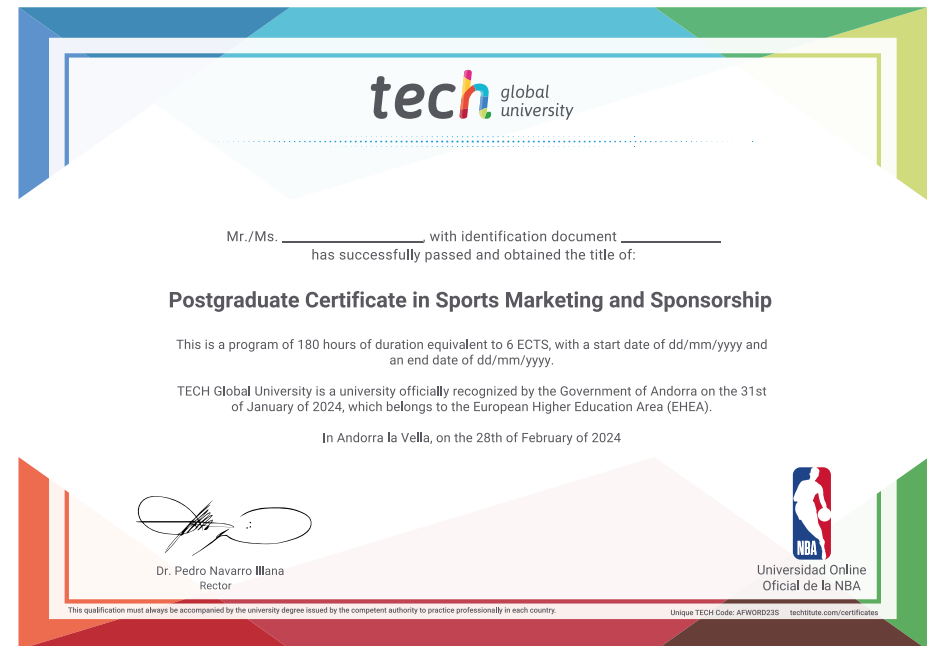 tech global
university
Mr./Ms. ____________, with identification document ____________
has successfully passed and obtained the title of:
Postgraduate Certificate in Sports Marketing and Sponsorship
This is a program of 180 hours of duration equivalent to 6 ECTS, with a start date of dd/mm/yyyy and
an end date of dd/mm/yyyy.
TECH Global University is a university officially recognized by the Government of Andorra on the 31st
of January of 2024, which belongs to the European Higher Education Area (EHEA).
In Andorra la Vella, on the 28th of February of 2024
NBA
Dr. Pedro Navarro Illana
Rector
Universidad Online
Oficial de la NBA
This qualification must always be accompanied by the university degree issued by the competent authority to practice professionally in each country.
Unique TECH Code: AFWORD23S techtitute.com/certificates